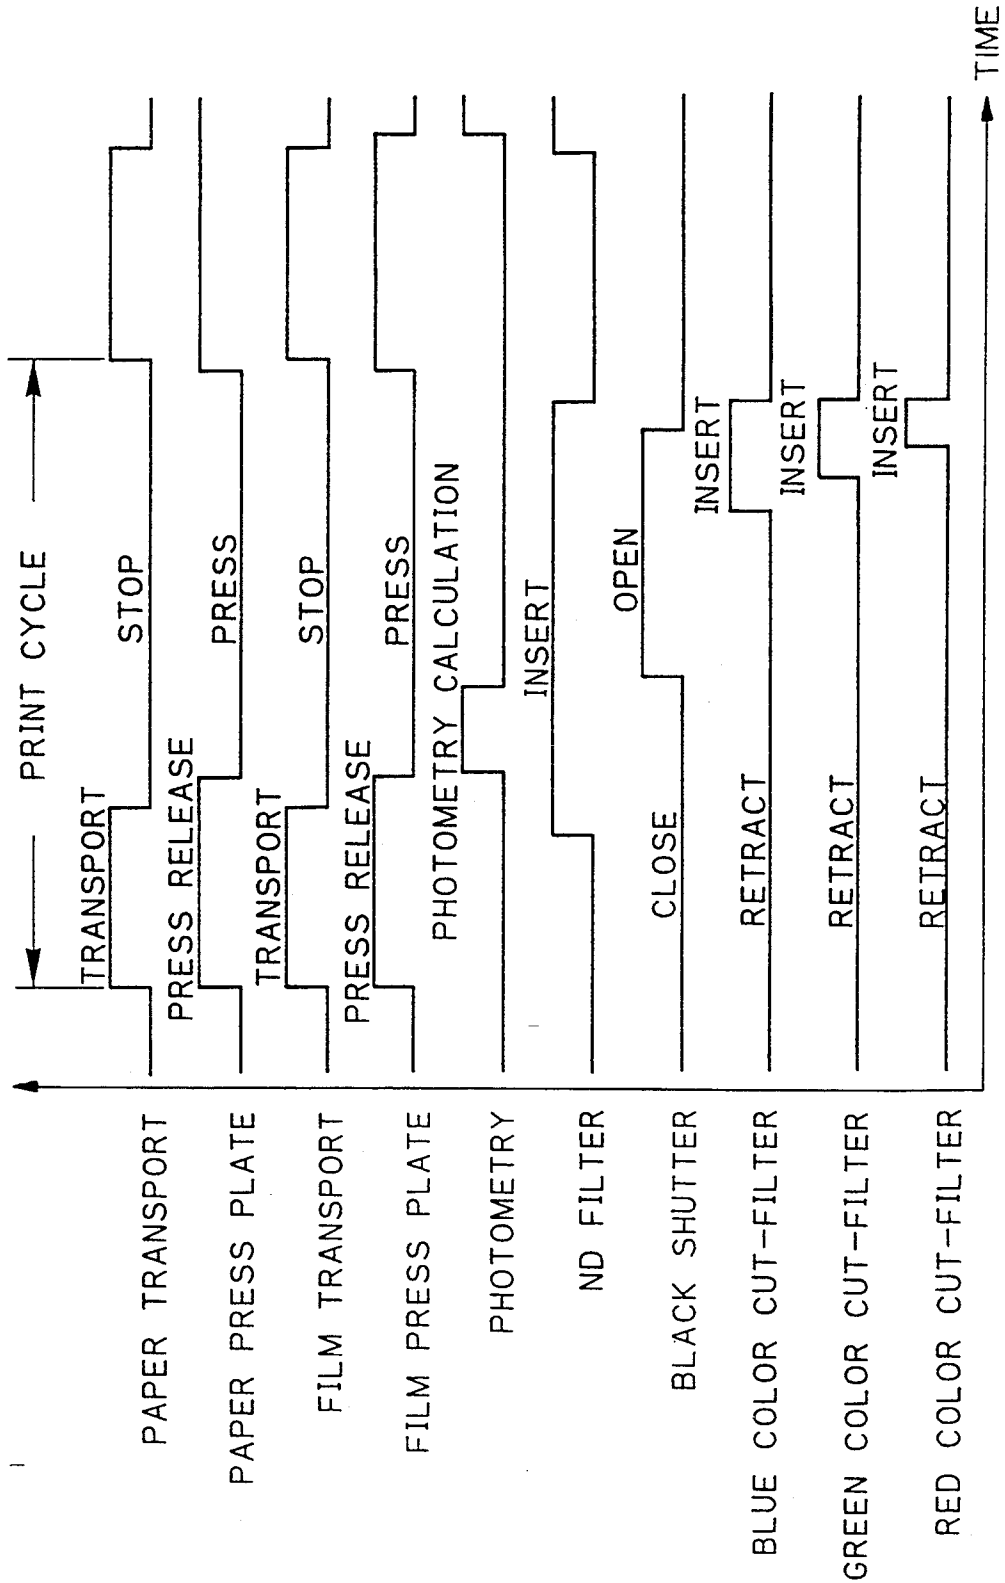 PRINT CYCLE
PAPER TRANSPORT
TRANSPORT
STOP
PAPER PRESS PLATE
PRESS RELEASE
PRESS
FILM TRANSPORT
TRANSPORT
STOP
FILM PRESS PLATE
PRESS RELEASE
PRESS
PHOTOMETRY
PHOTOMETRY CALCULATION
ND FILTER
INSERT
BLACK SHUTTER
CLOSE
OPEN
BLUE COLOR CUT-FILTER
RETRACT
INSERT
GREEN COLOR CUT-FILTER
RETRACT
INSERT
RED COLOR CUT-FILTER
RETRACT
INSERT
TIME